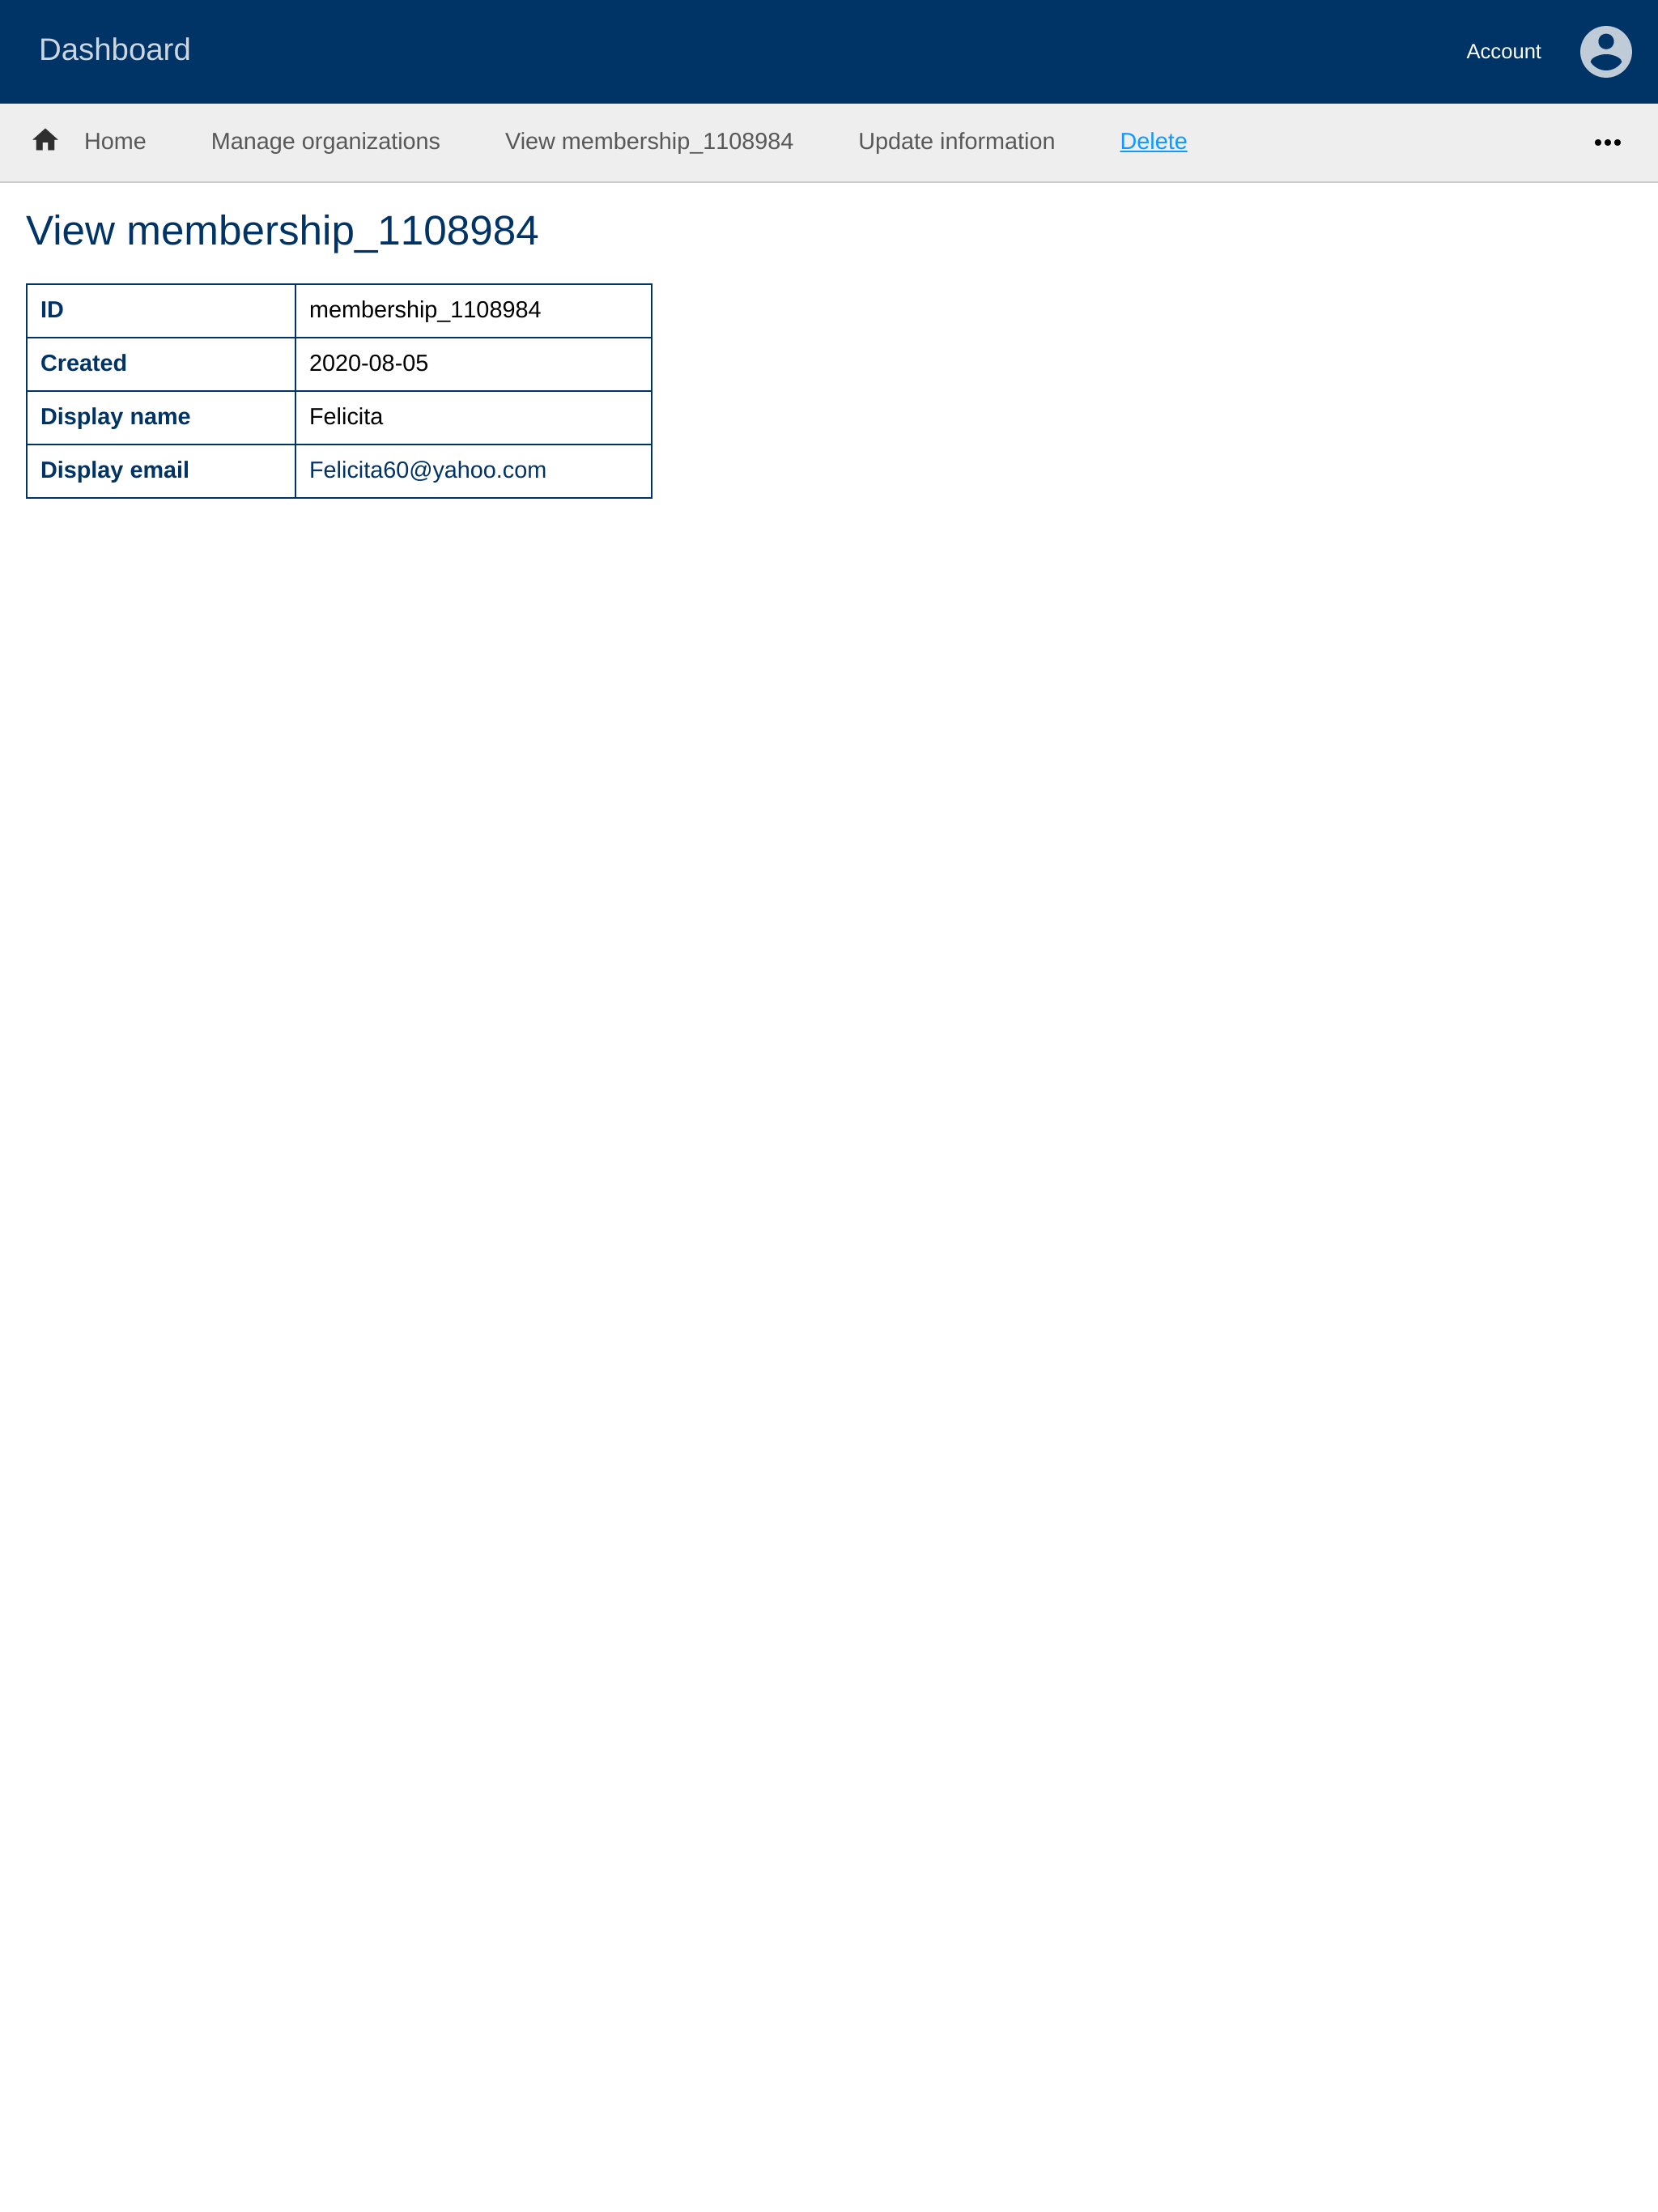 Dashboard
Account
Home Manage organizations View membership_1108984 Update information Delete
View membership_1108984
ID membership_1108984
Created 2020-08-05
Display name Felicita
Display email Felicita60@yahoo.com